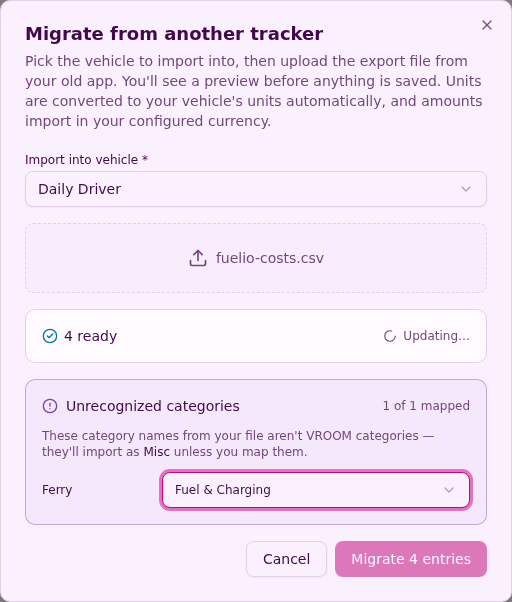 Migrate from another tracker
Pick the vehicle to import into, then upload the export file from
your old app. You'll see a preview before anything is saved. Units
are converted to your vehicle's units automatically, and amounts
import in your configured currency.
Import into vehicle *
Daily Driver
fuelio-costs.csv
4 ready
Updating...
Unrecognized categories
1 of 1 mapped
These category names from your file aren't VROOM categories —
they'll import as Misc unless you map them.
Ferry
Fuel & Charging
Cancel
Migrate 4 entries